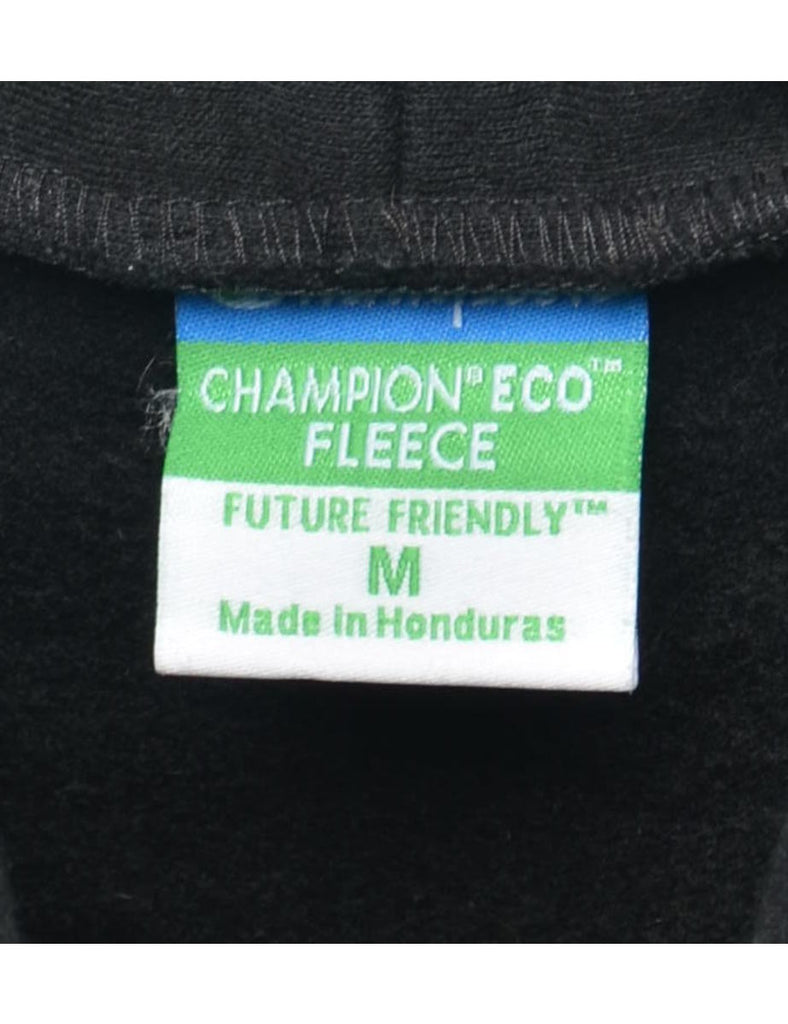 CHAMPION® ECO™
FLEECE
FUTURE FRIENDLY™
M
Made in Honduras